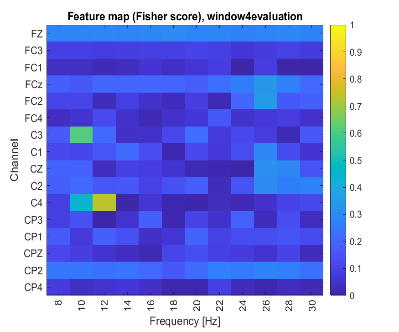 Feature map (Fisher score), window4evaluation
Channel
FZ
FC3
FC1
FCz
FC2
FC4
C3
C1
CZ
C2
C4
CP3
CP1
CPZ
CP2
CP4
8 10 12 14 16 18 20 22 24 26 28 30
Frequency [Hz]
1
0.9
0.8
0.7
0.6
0.5
0.4
0.3
0.2
0.1
0